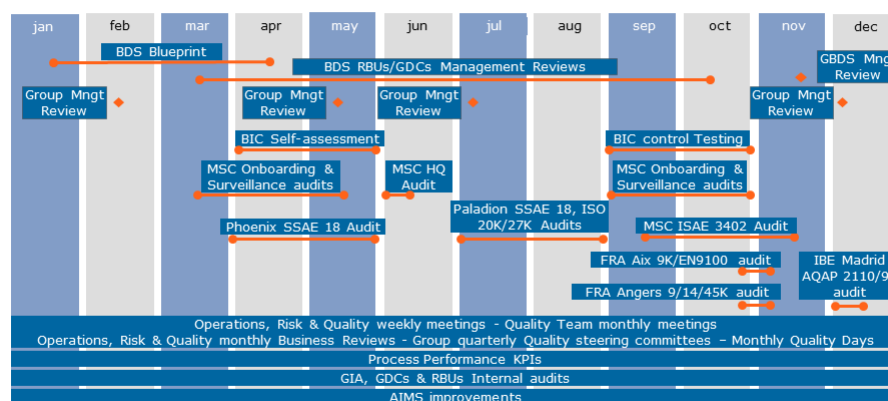 jan feb mar apr may jun jul aug sep oct nov dec
BDS Blueprint
GBDS Mng
Review
BDS RBUs/GDCs Management Reviews
Group Mngt
Review
Group Mngt
Review
Group Mngt
Review
Group Mngt
Review
BIC Self-assessment
BIC control Testing
MSC Onboarding &
Surveillance audits
MSC HQ
Audit
MSC Onboarding &
Surveillance audits
Paladion SSAE 18, ISO
20K/27K Audits
Phoenix SSAE 18 Audit
MSC ISAE 3402 Audit
FRA Aix 9K/EN9100 audit
IBE Madrid
AQAP 2110/9
audit
FRA Angers 9/14/45K audit
Operations, Risk & Quality weekly meetings - Quality Team monthly meetings
Operations, Risk & Quality monthly Business Reviews - Group quarterly Quality steering committees – Monthly Quality Days
Process Performance KPIs
GIA, GDCs & RBUs Internal audits
AIMS improvements